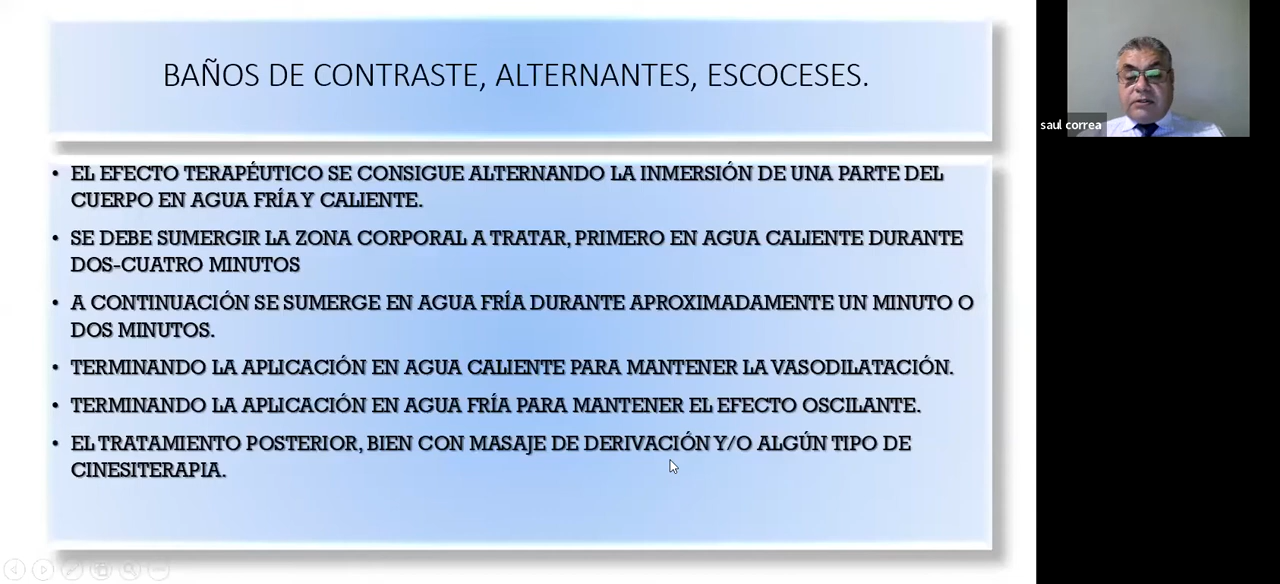 BAÑOS DE CONTRASTE, ALTERNANTES, ESCOCESES.
• EL EFECTO TERAPÉUTICO SE CONSIGUE ALTERNANDO LA INMERSIÓN DE UNA PARTE DEL
CUERPO EN AGUA FRÍA Y CALIENTE.
• SE DEBE SUMERGIR LA ZONA CORPORAL A TRATAR, PRIMERO EN AGUA CALIENTE DURANTE
DOS-CUATRO MINUTOS
• A CONTINUACIÓN SE SUMERGE EN AGUA FRÍA DURANTE APROXIMADAMENTE UN MINUTO O
DOS MINUTOS.
• TERMINANDO LA APLICACIÓN EN AGUA CALIENTE PARA MANTENER LA VASODILATACIÓN.
• TERMINANDO LA APLICACIÓN EN AGUA FRÍA PARA MANTENER EL EFECTO OSCILANTE.
• EL TRATAMIENTO POSTERIOR, BIEN CON MASAJE DE DERIVACIÓN Y/O ALGÚN TIPO DE
CINESITERAPIA.
saul correa